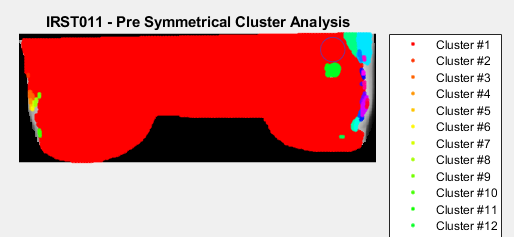 IRST011 - Pre Symmetrical Cluster Analysis
Cluster #1
Cluster #2
Cluster #3
Cluster #4
Cluster #5
Cluster #6
Cluster #7
Cluster #8
Cluster #9
Cluster #10
Cluster #11
Cluster #12